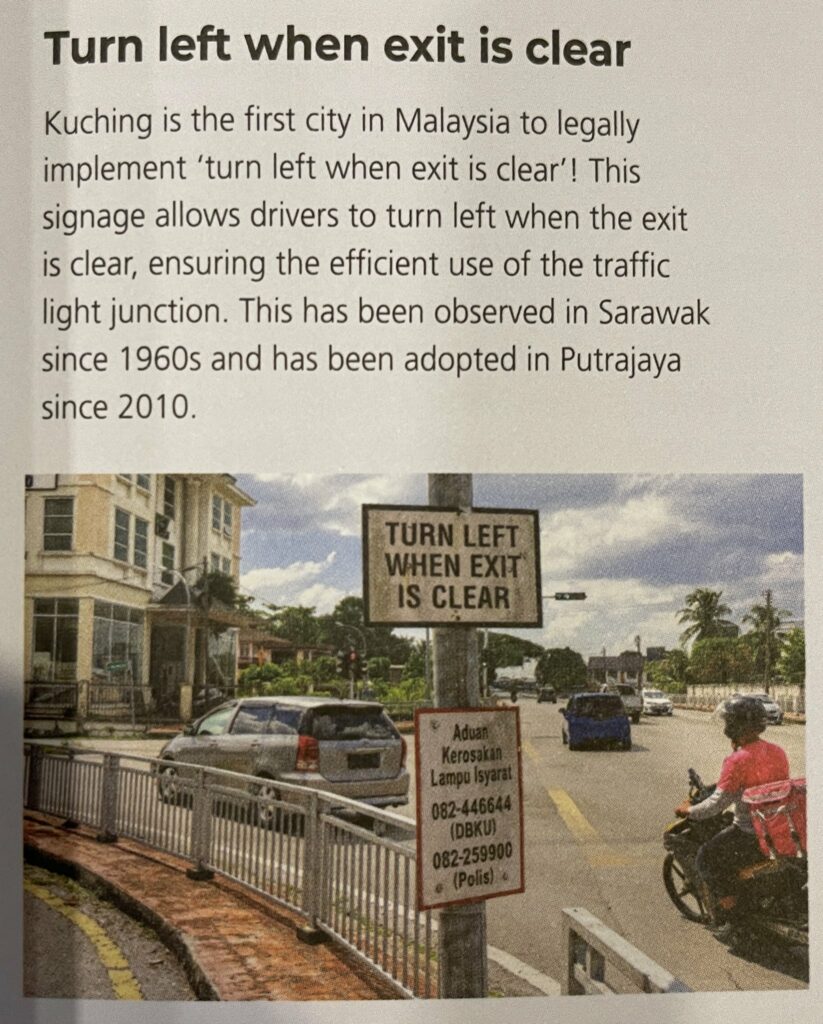 Turn left when exit is clear
Kuching is the first city in Malaysia to legally
implement ‘turn left when exit is clear’! This
signage allows drivers to turn left when the exit
is clear, ensuring the efficient use of the traffic
light junction. This has been observed in Sarawak
since 1960s and has been adopted in Putrajaya
since 2010.
TURN LEFT
WHEN EXIT
IS CLEAR
Aduan
Kerosakan
Lampu Isyarat
082-446644
(DBKU)
082-259900
(Polis)